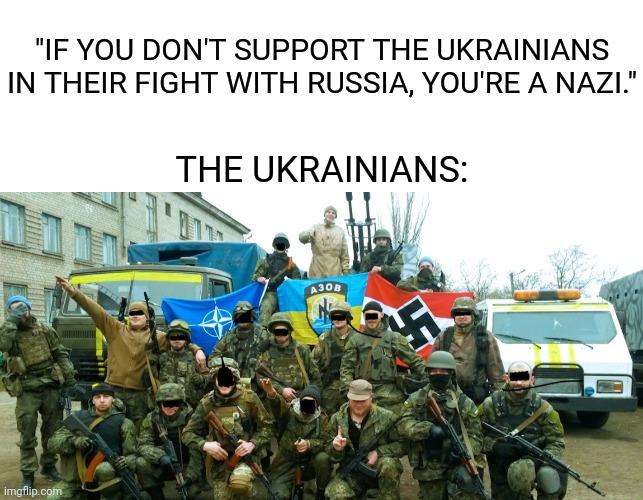 "IF YOU DON'T SUPPORT THE UKRAINIANS
IN THEIR FIGHT WITH RUSSIA, YOU'RE A NAZI."
THE UKRAINIANS:
АЗОВ
imgflip.com